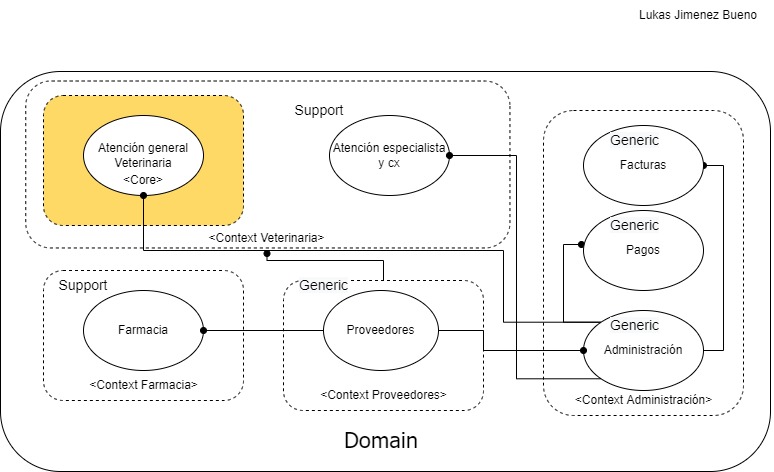 Lukas Jimenez Bueno
Support
Atención general
Veterinaria
<Core>
Atención especialista
y cx
<Context Veterinaria>
Generic
Facturas
Generic
Pagos
Generic
Administración
<Context Administración>
Support
Farmacia
<Context Farmacia>
Generic
Proveedores
<Context Proveedores>
Domain